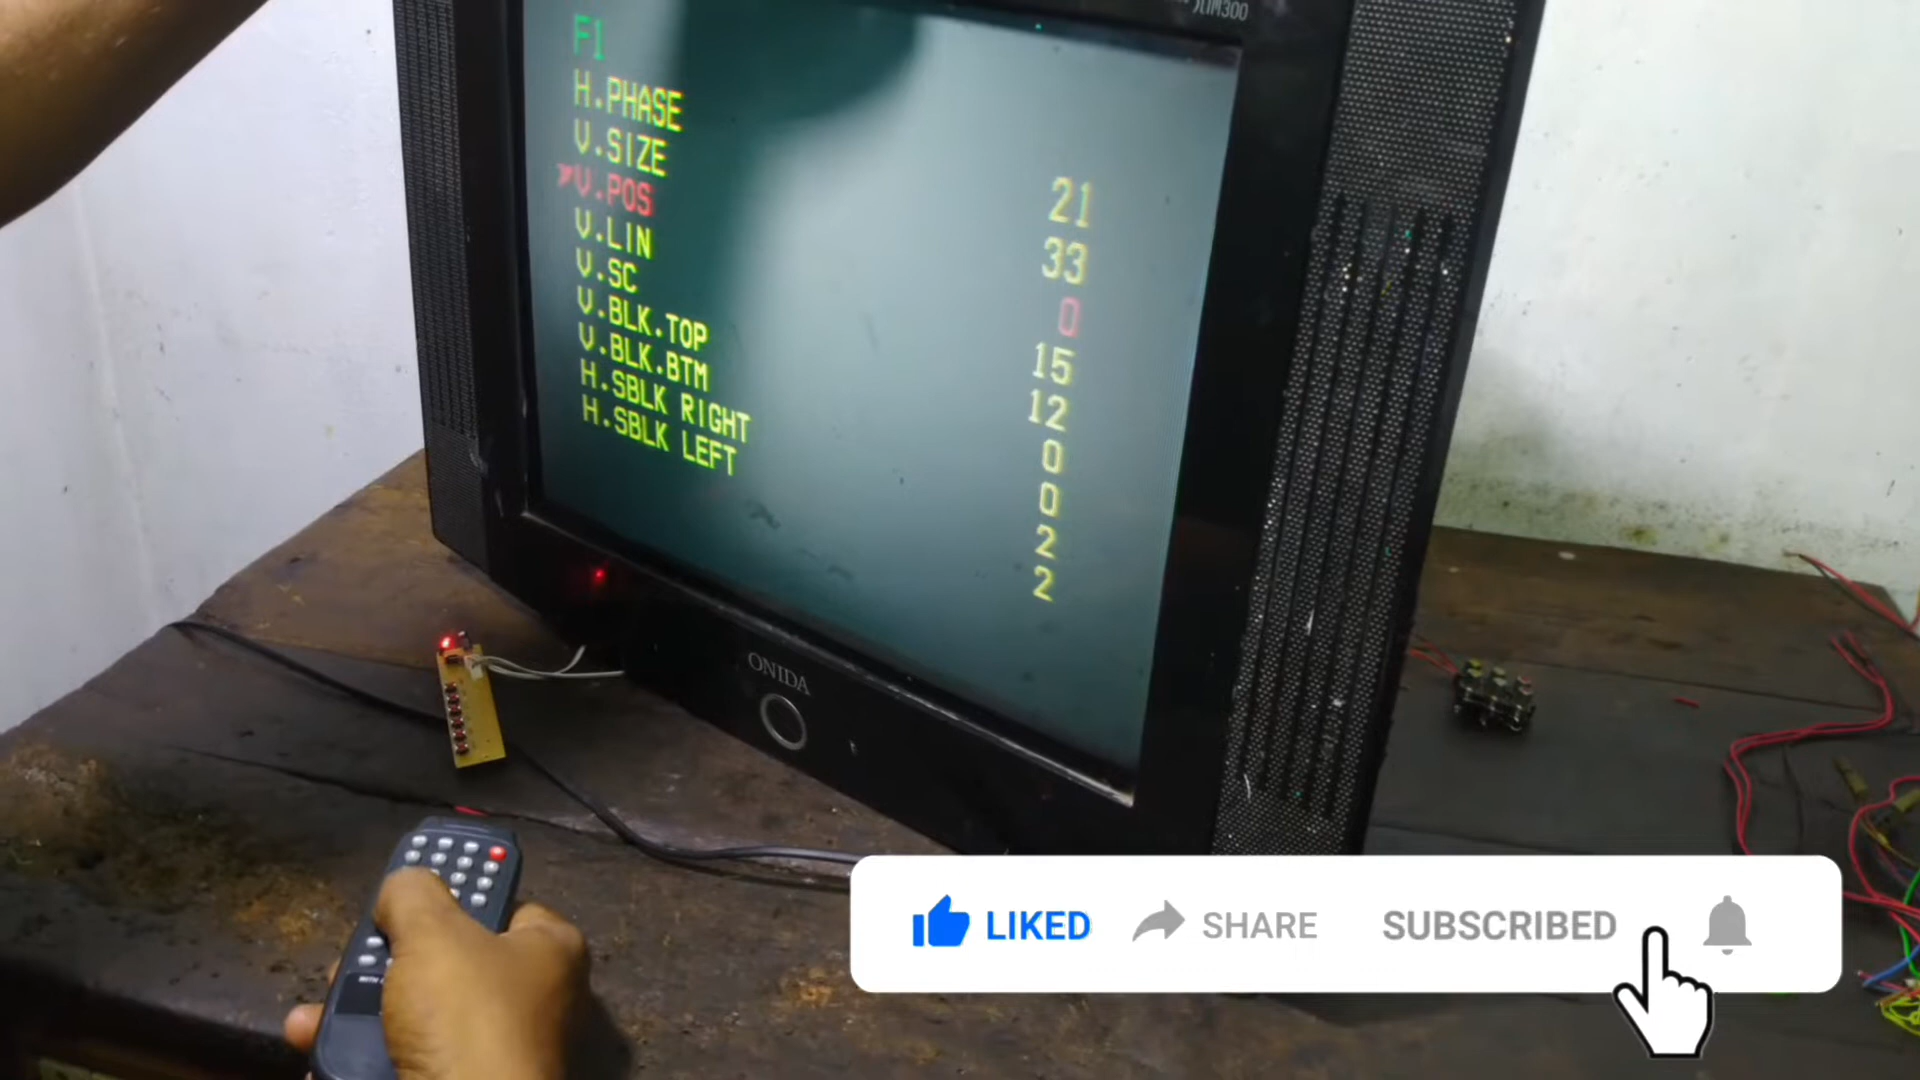 F1
H.PHASE 21
V.SIZE 33
V.POS 0
V.LIN 15
V.SC 12
V.BLK.TOP 0
V.BLK.BTM 0
H.SBLK RIGHT 2
H.SBLK LEFT 2
ONIDA
LIKED SHARE SUBSCRIBED